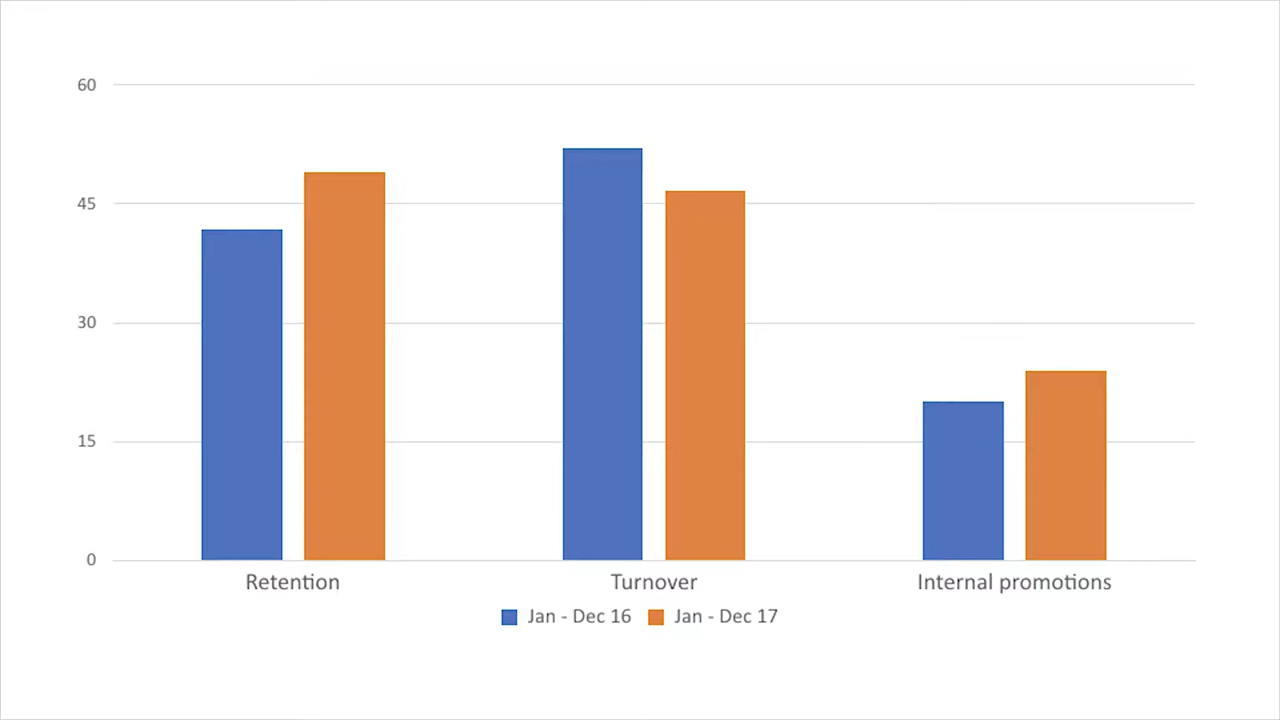 60
45
30
15
0
Retention Turnover Internal promotions
Jan - Dec 16 Jan - Dec 17